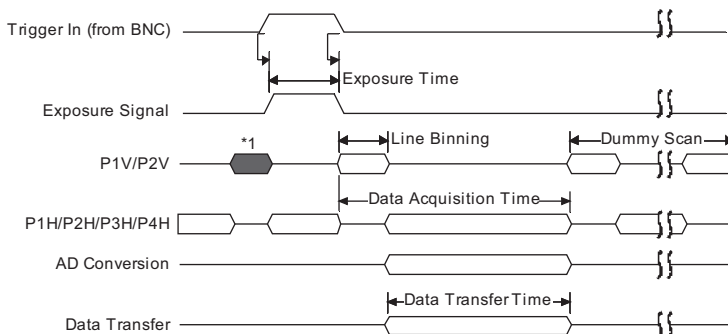 Trigger In (from BNC)
Exposure Time
Exposure Signal
*1
Line Binning
Dummy Scan
P1V/P2V
Data Acquisition Time
P1H/P2H/P3H/P4H
AD Conversion
Data Transfer Time
Data Transfer